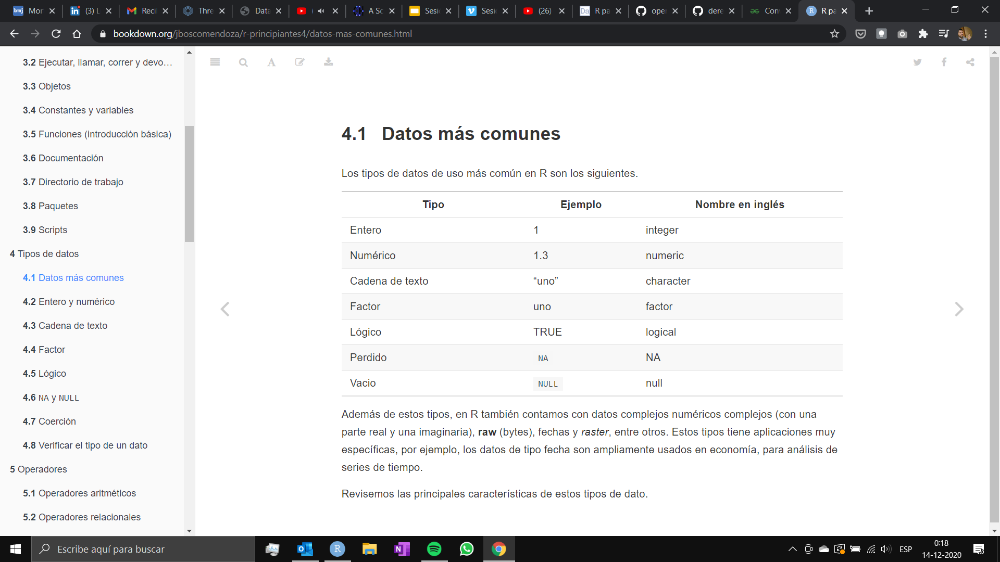 Mor
(3) L
Recil
Thre
Data
(
A Sc
Sesi
Sesi
(26)
R pa
oper
dere
Con
R pa
bookdown.org/jboscomendoza/r-principiantes4/datos-mas-comunes.html
3.2 Ejecutar, llamar, correr y devo…
3.3 Objetos
3.4 Constantes y variables
3.5 Funciones (introducción básica)
3.6 Documentación
3.7 Directorio de trabajo
3.8 Paquetes
3.9 Scripts
4 Tipos de datos
4.1 Datos más comunes
4.2 Entero y numérico
4.3 Cadena de texto
4.4 Factor
4.5 Lógico
4.6 NA y NULL
4.7 Coerción
4.8 Verificar el tipo de un dato
5 Operadores
5.1 Operadores aritméticos
5.2 Operadores relacionales
4.1 Datos más comunes
Los tipos de datos de uso más común en R son los siguientes.
Tipo Ejemplo Nombre en inglés
Entero 1 integer
Numérico 1.3 numeric
Cadena de texto “uno” character
Factor uno factor
Lógico TRUE logical
Perdido NA NA
Vacio NULL null
Además de estos tipos, en R también contamos con datos complejos numéricos complejos (con una
parte real y una imaginaria), raw (bytes), fechas y raster, entre otros. Estos tipos tiene aplicaciones muy
específicas, por ejemplo, los datos de tipo fecha son ampliamente usados en economía, para análisis de
series de tiempo.
Revisemos las principales características de estos tipos de dato.
Escribe aquí para buscar
ESP
0:18
14-12-2020